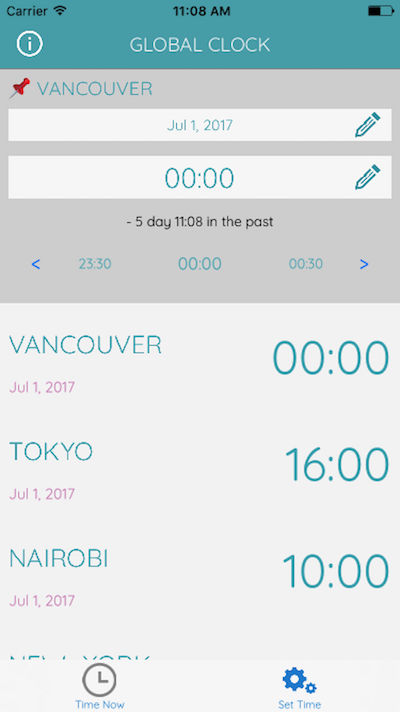 Carrier 11:08 AM
GLOBAL CLOCK
VANCOUVER
Jul 1, 2017
00:00
- 5 day 11:08 in the past
< 23:30 00:00 00:30 >
VANCOUVER 00:00
Jul 1, 2017
TOKYO 16:00
Jul 1, 2017
NAIROBI 10:00
Jul 1, 2017
NEW YORK
Time Now Set Time